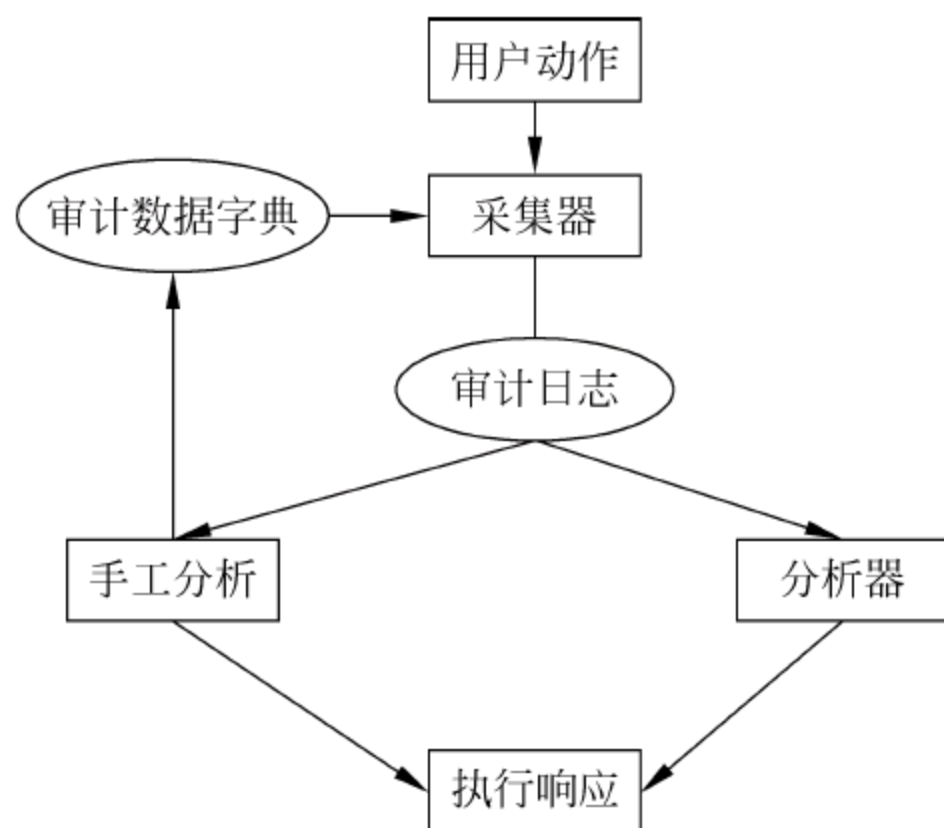 用户动作
审计数据字典
采集器
审计日志
手工分析
分析器
执行响应